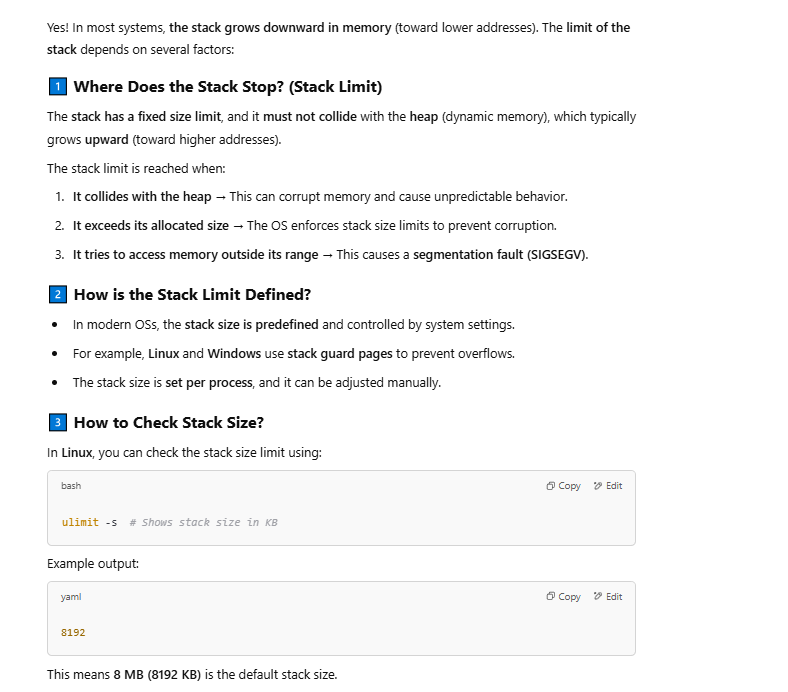 Yes! In most systems, the stack grows downward in memory (toward lower addresses). The limit of the
stack depends on several factors:
1 Where Does the Stack Stop? (Stack Limit)
The stack has a fixed size limit, and it must not collide with the heap (dynamic memory), which typically
grows upward (toward higher addresses).
The stack limit is reached when:
1. It collides with the heap → This can corrupt memory and cause unpredictable behavior.
2. It exceeds its allocated size → The OS enforces stack size limits to prevent corruption.
3. It tries to access memory outside its range → This causes a segmentation fault (SIGSEGV).
2 How is the Stack Limit Defined?
• In modern OSs, the stack size is predefined and controlled by system settings.
• For example, Linux and Windows use stack guard pages to prevent overflows.
• The stack size is set per process, and it can be adjusted manually.
3 How to Check Stack Size?
In Linux, you can check the stack size limit using:
bash Copy Edit
ulimit -s # Shows stack size in KB
Example output:
yaml Copy Edit
8192
This means 8 MB (8192 KB) is the default stack size.